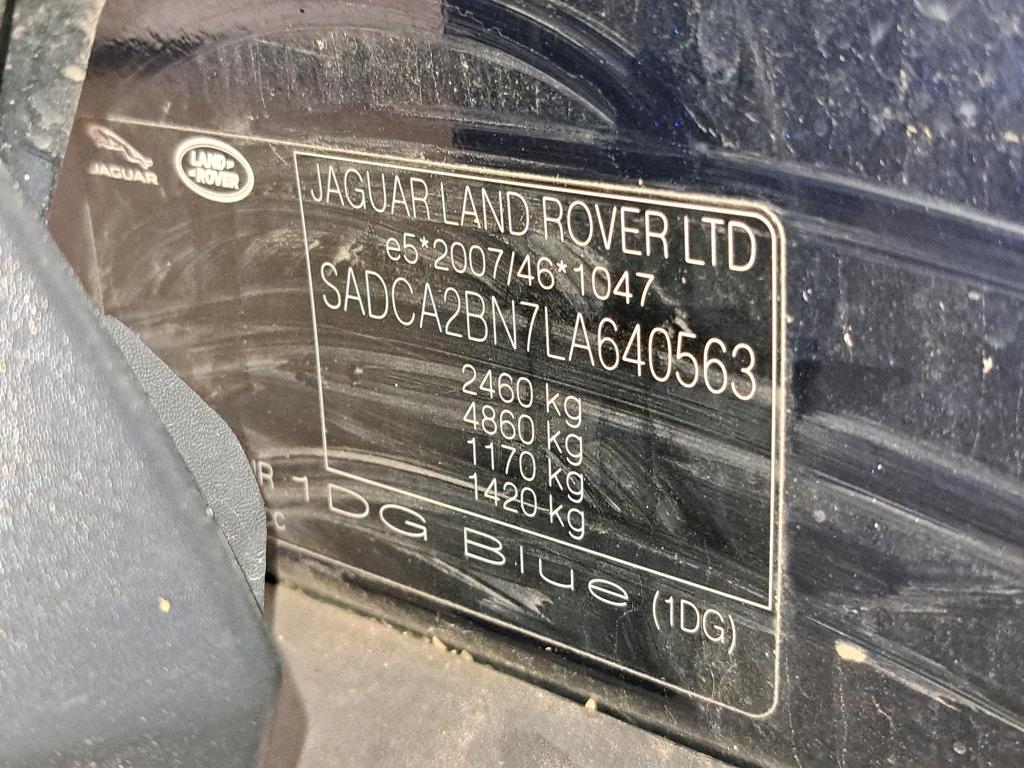 JAGUAR
LAND ROVER
JAGUAR LAND ROVER LTD
e5*2007/46*1047
SADCA2BN7LA640563
2460 kg
4860 kg
1170 kg
1420 kg
R 1DG Blue (1DG)